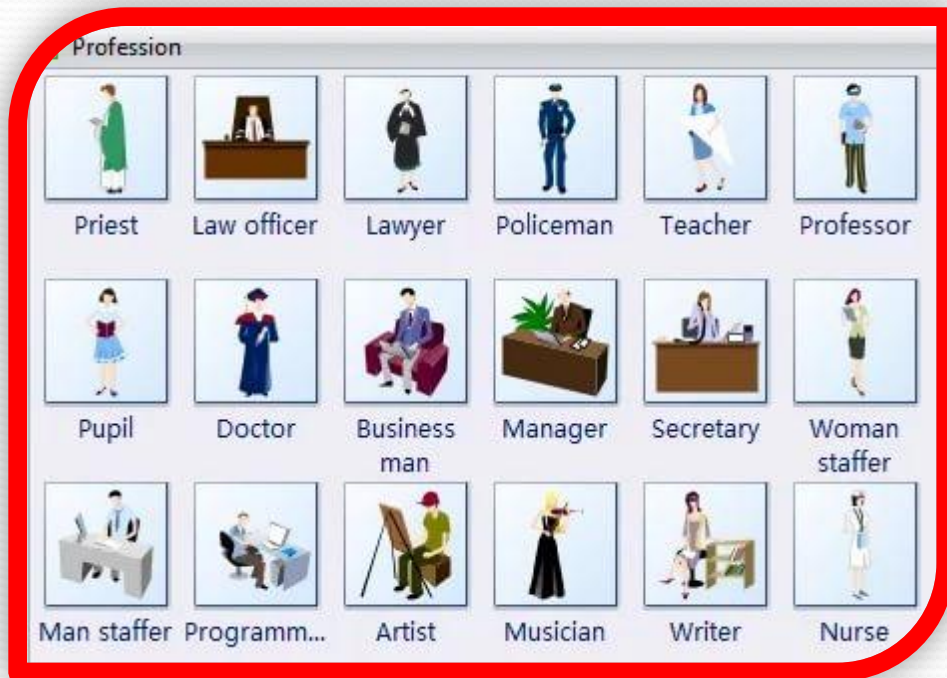 Profession
Priest Law officer Lawyer Policeman Teacher Professor
Pupil Doctor Business man Manager Secretary Woman staffer
Man staffer Programm... Artist Musician Writer Nurse